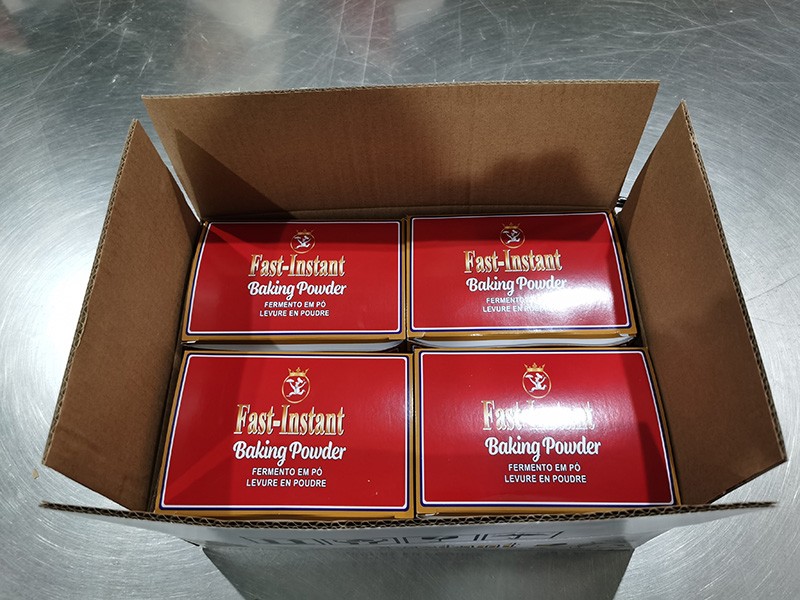 Fast-Instant
Baking Powder
FERMENTO EM PÓ
LEVURE EN POUDRE
Fast-Instant
Baking Powder
FERMENTO EM PÓ
LEVURE EN POUDRE
Fast-Instant
Baking Powder
FERMENTO EM PÓ
LEVURE EN POUDRE
Fast-Instant
Baking Powder
FERMENTO EM PÓ
LEVURE EN POUDRE